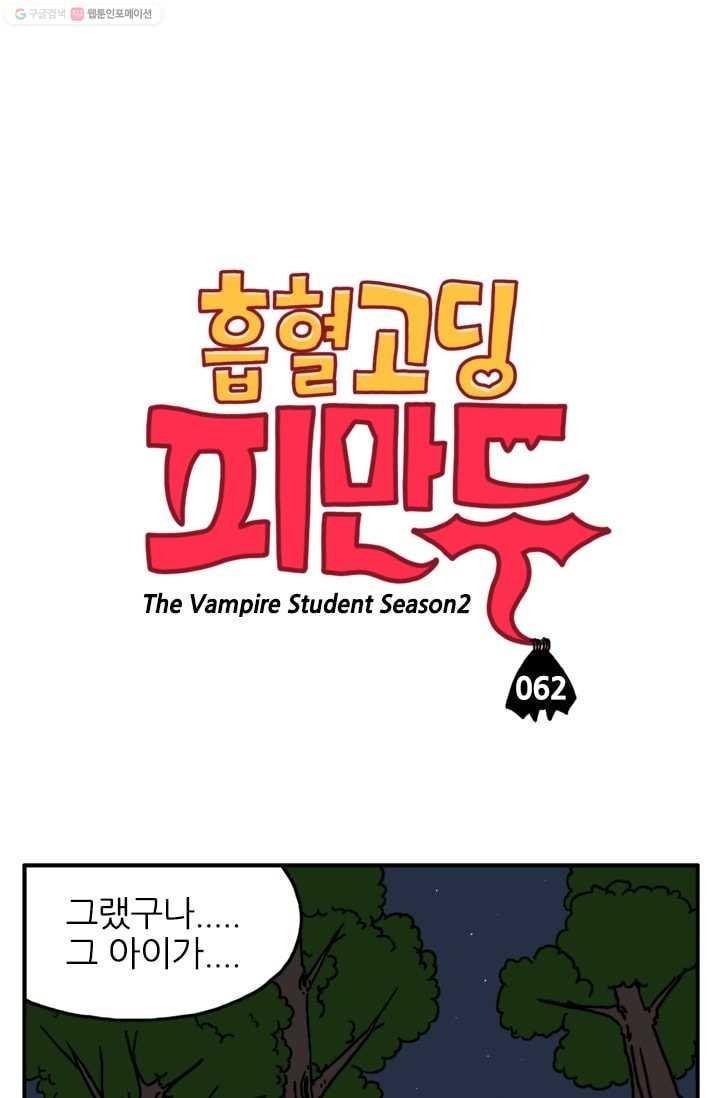 구글검색 웹툰인포메이션
흡혈고딩
피만두
The Vampire Student Season2
062
그랬구나.....
그 아이가....